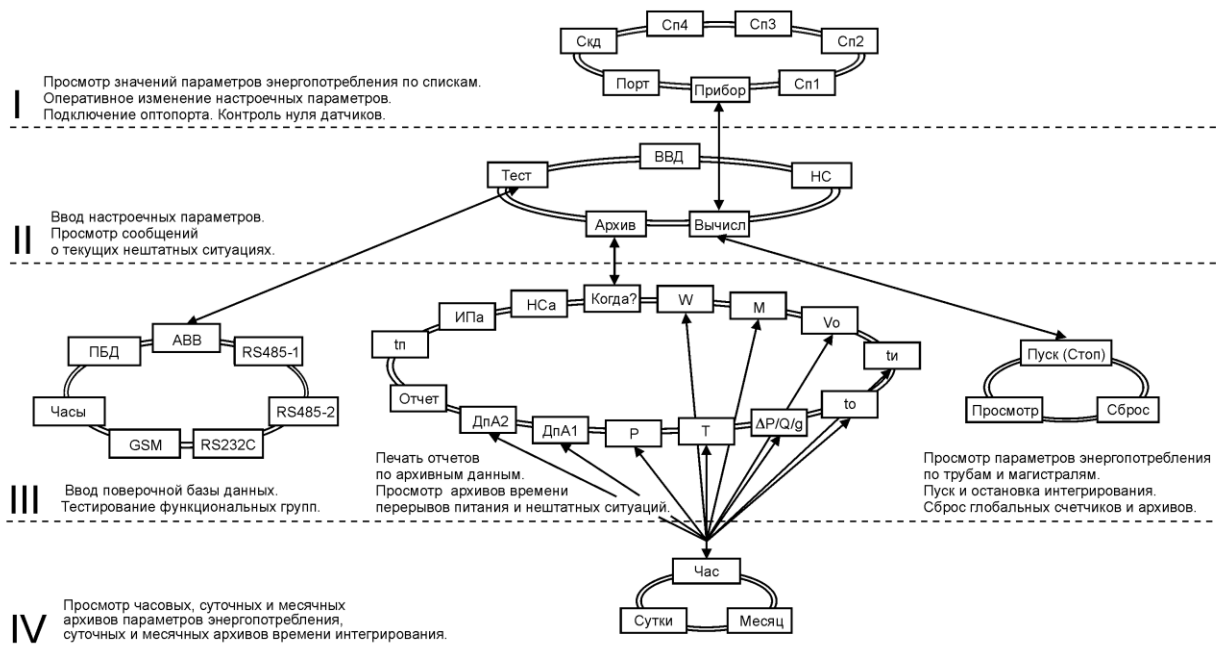 Сп4
Сп3
Скд
Сп2
Порт
Прибор
Сп1
I
Просмотр значений параметров энергопотребления по спискам.
Оперативное изменение настроечных параметров.
Подключение оптопорта. Контроль нуля датчиков.
ВВД
Тест
НС
Архив
Вычисл
II
Ввод настроечных параметров.
Просмотр сообщений
о текущих нештатных ситуациях.
Когда?
W
M
Vo
tи
to
ΔP/Q/g
T
P
ДпА1
ДпА2
Отчет
tп
ИПа
НСа
АВВ
ПБД
RS485-1
Часы
RS485-2
GSM
RS232C
Пуск (Стоп)
Просмотр
Сброс
III
Ввод поверочной базы данных.
Тестирование функциональных групп.
Печать отчетов
по архивным данным.
Просмотр архивов времени
перерывов питания и нештатных ситуаций.
Просмотр параметров энергопотребления
по трубам и магистралям.
Пуск и остановка интегрирования.
Сброс глобальных счетчиков и архивов.
Час
Сутки
Месяц
IV
Просмотр часовых, суточных и месячных
архивов параметров энергопотребления,
суточных и месячных архивов времени интегрирования.